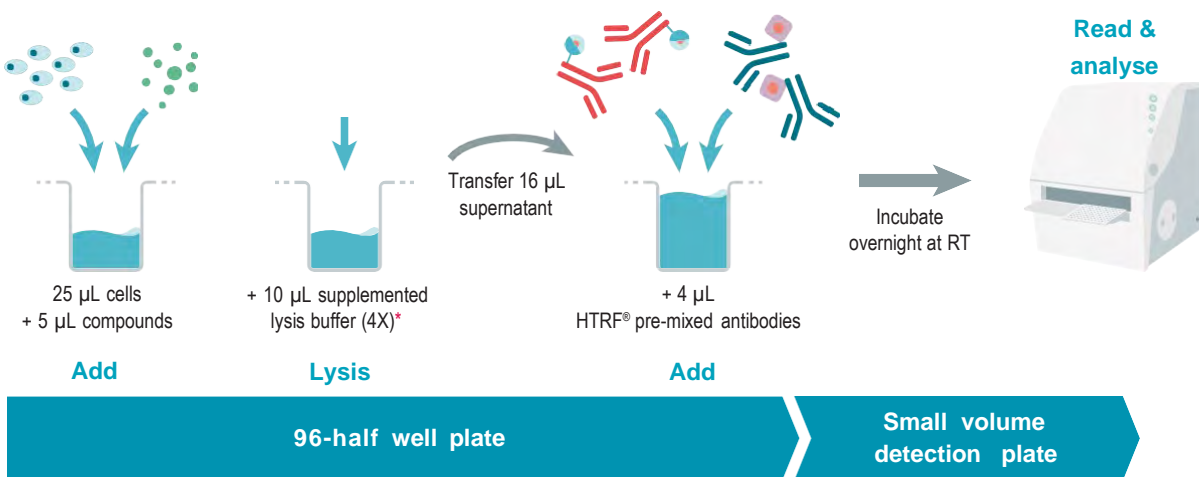 Read &
analyse
Transfer 16 µL
supernatant
Incubate
overnight at RT
25 µL cells
+ 5 µL compounds
+ 10 µL supplemented
lysis buffer (4X)*
+ 4 µL
HTRF® pre-mixed antibodies
Add
Lysis
Add
96-half well plate
Small volume
detection plate